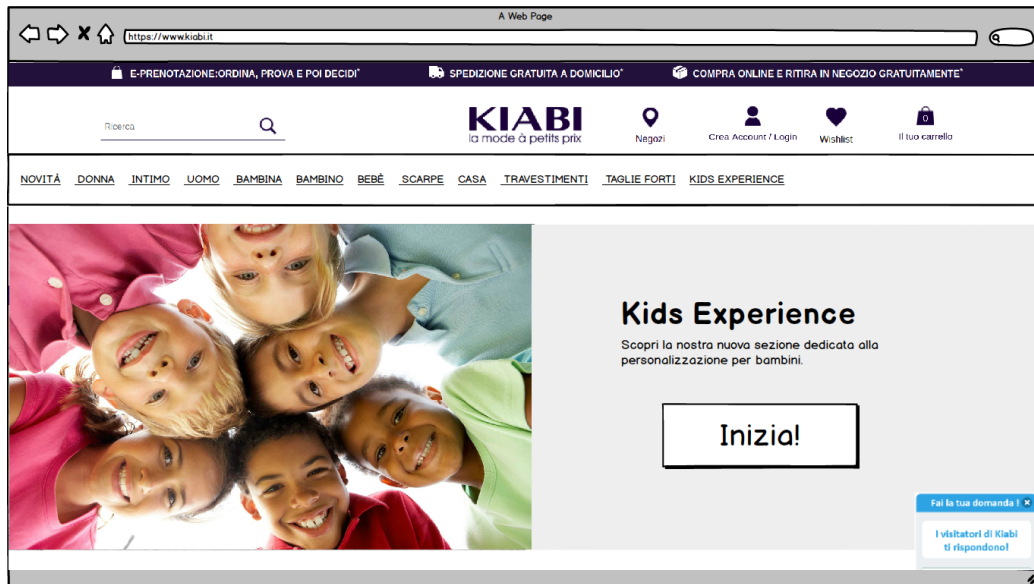 A Web Page
https://www.kiabi.it
E-PRENOTAZIONE:ORDINA, PROVA E POI DECIDI*
SPEDIZIONE GRATUITA A DOMICILIO*
COMPRA ONLINE E RITIRA IN NEGOZIO GRATUITAMENTE*
Ricerca
KIABI
la mode à petits prix
Negozi
Crea Account / Login
Wishlist
0
Il tuo carrello
NOVITÁ DONNA INTIMO UOMO BAMBINA BAMBINO BEBÈ SCARPE CASA TRAVESTIMENTI TAGLIE FORTI KIDS EXPERIENCE
Kids Experience
Scopri la nostra nuova sezione dedicata alla
personalizzazione per bambini.
Inizia!
Fai la tua domanda !
I visitatori di Kiabi
ti rispondono!